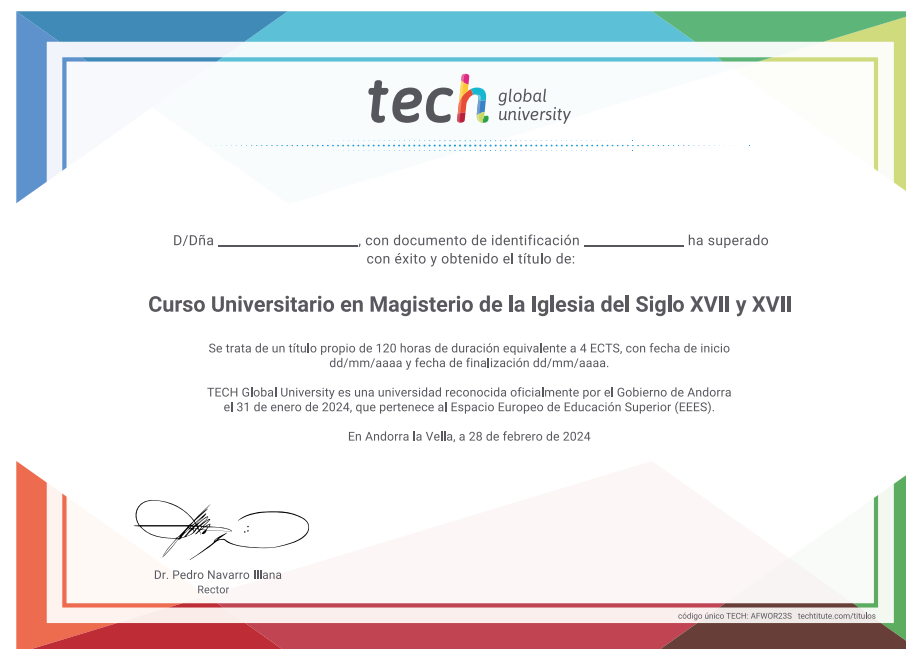 tech global university
D/Dña ____________________, con documento de identificación ______________ ha superado
con éxito y obtenido el título de:
Curso Universitario en Magisterio de la Iglesia del Siglo XVII y XVII
Se trata de un título propio de 120 horas de duración equivalente a 4 ECTS, con fecha de inicio
dd/mm/aaaa y fecha de finalización dd/mm/aaaa.
TECH Global University es una universidad reconocida oficialmente por el Gobierno de Andorra
el 31 de enero de 2024, que pertenece al Espacio Europeo de Educación Superior (EEES).
En Andorra la Vella, a 28 de febrero de 2024
Dr. Pedro Navarro Illana
Rector
código único TECH: AFWOR23S techtitute.com/titulos